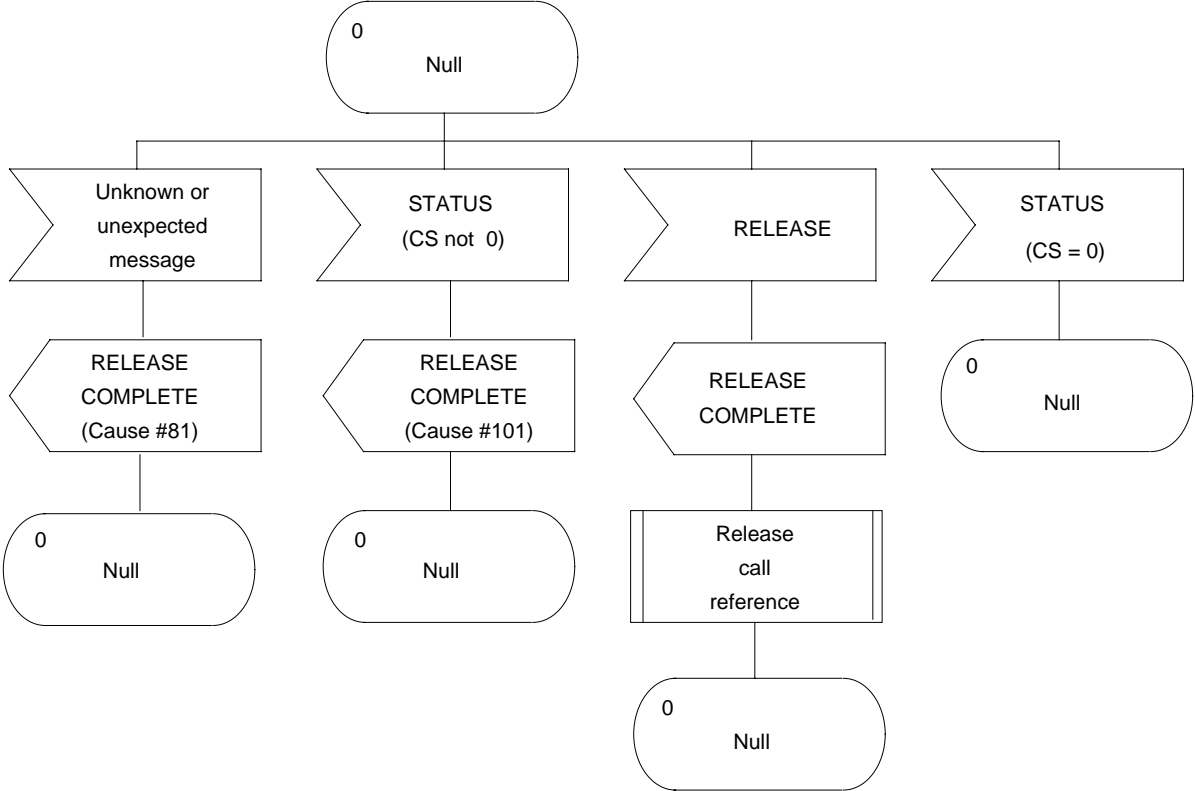 0
Null
Unknown or
unexpected
message
STATUS
(CS not 0)
RELEASE
STATUS
(CS = 0)
RELEASE
COMPLETE
(Cause #81)
RELEASE
COMPLETE
(Cause #101)
RELEASE
COMPLETE
0
Null
0
Null
0
Null
Release
call
reference
0
Null